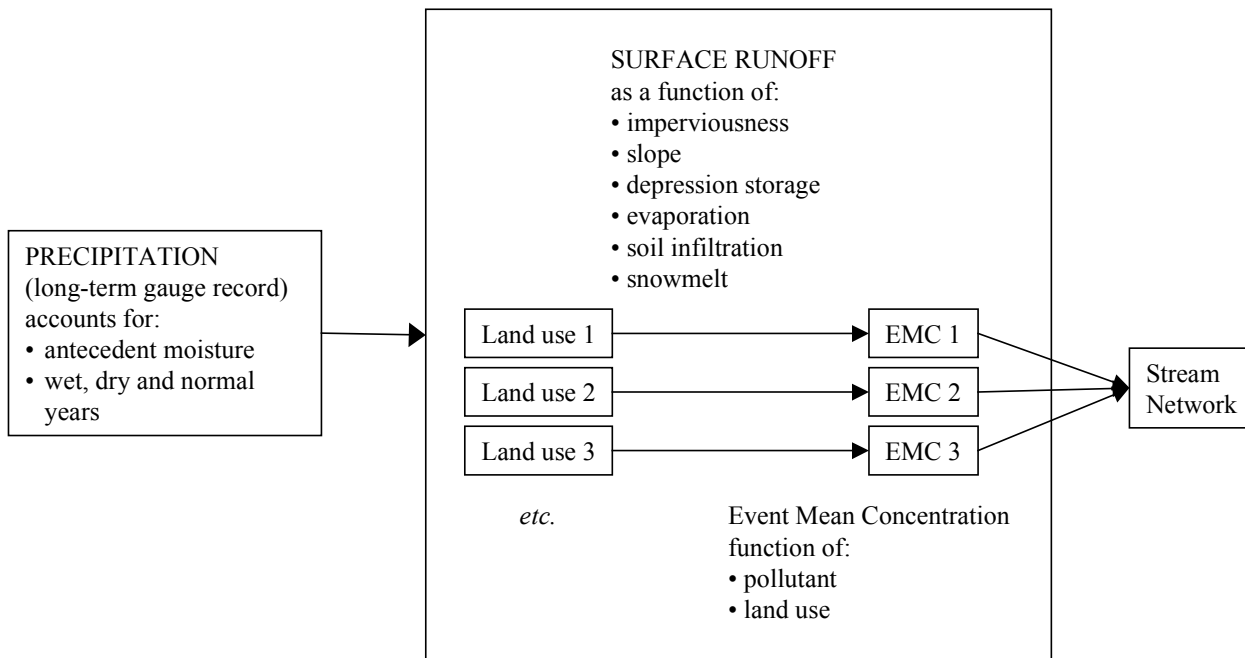 SURFACE RUNOFF
as a function of:
• imperviousness
• slope
• depression storage
• evaporation
• soil infiltration
• snowmelt
PRECIPITATION
(long-term gauge record)
accounts for:
• antecedent moisture
• wet, dry and normal
years
Land use 1
EMC 1
Land use 2
EMC 2
Land use 3
EMC 3
Stream
Network
etc.
Event Mean Concentration
function of:
• pollutant
• land use